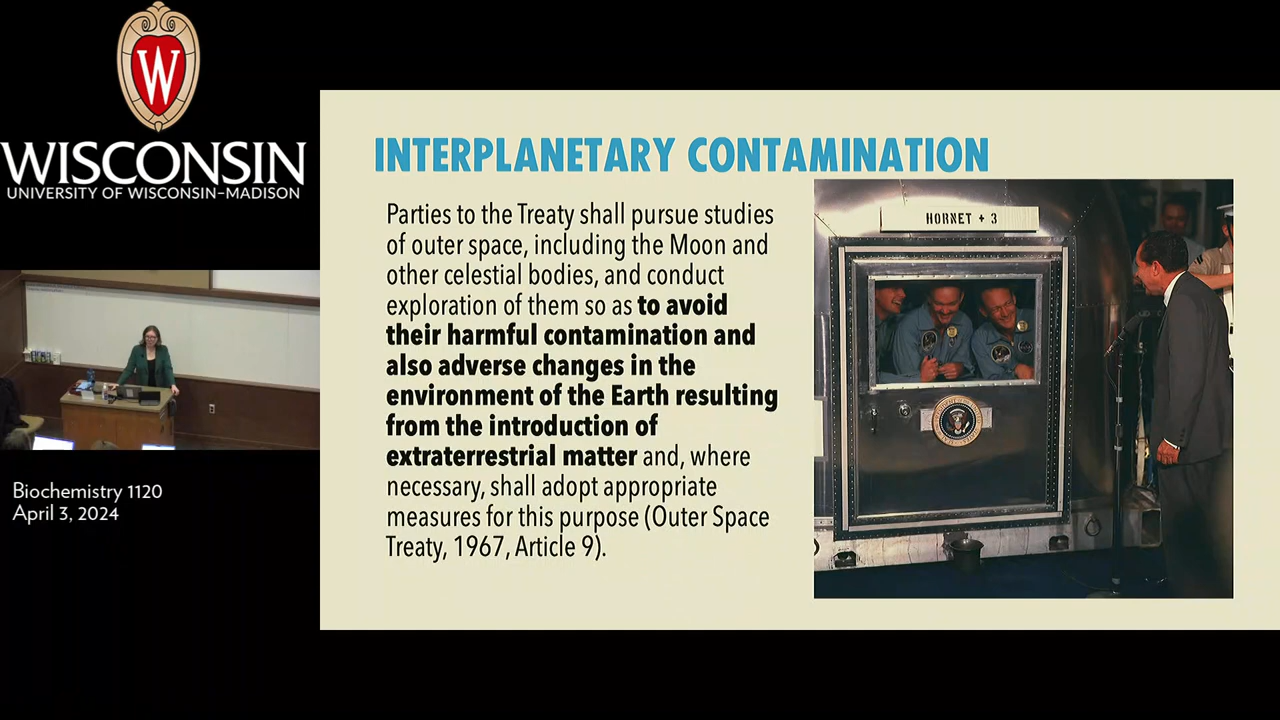 W
WISCONSIN
UNIVERSITY OF WISCONSIN–MADISON
Biochemistry 1120
April 3, 2024
INTERPLANETARY CONTAMINATION
Parties to the Treaty shall pursue studies
of outer space, including the Moon and
other celestial bodies, and conduct
exploration of them so as to avoid
their harmful contamination and
also adverse changes in the
environment of the Earth resulting
from the introduction of
extraterrestrial matter and, where
necessary, shall adopt appropriate
measures for this purpose (Outer Space
Treaty, 1967, Article 9).
HORNET + 3